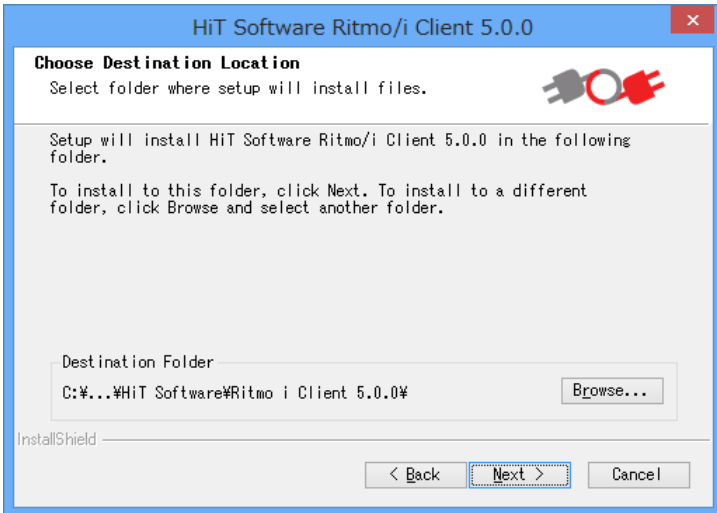 HiT Software Ritmo/i Client 5.0.0
Choose Destination Location
Select folder where setup will install files.
Setup will install HiT Software Ritmo/i Client 5.0.0 in the following
folder.
To install to this folder, click Next. To install to a different
folder, click Browse and select another folder.
Destination Folder
C:¥...¥HiT Software¥Ritmo i Client 5.0.0¥
Browse...
InstallShield
< Back
Next >
Cancel